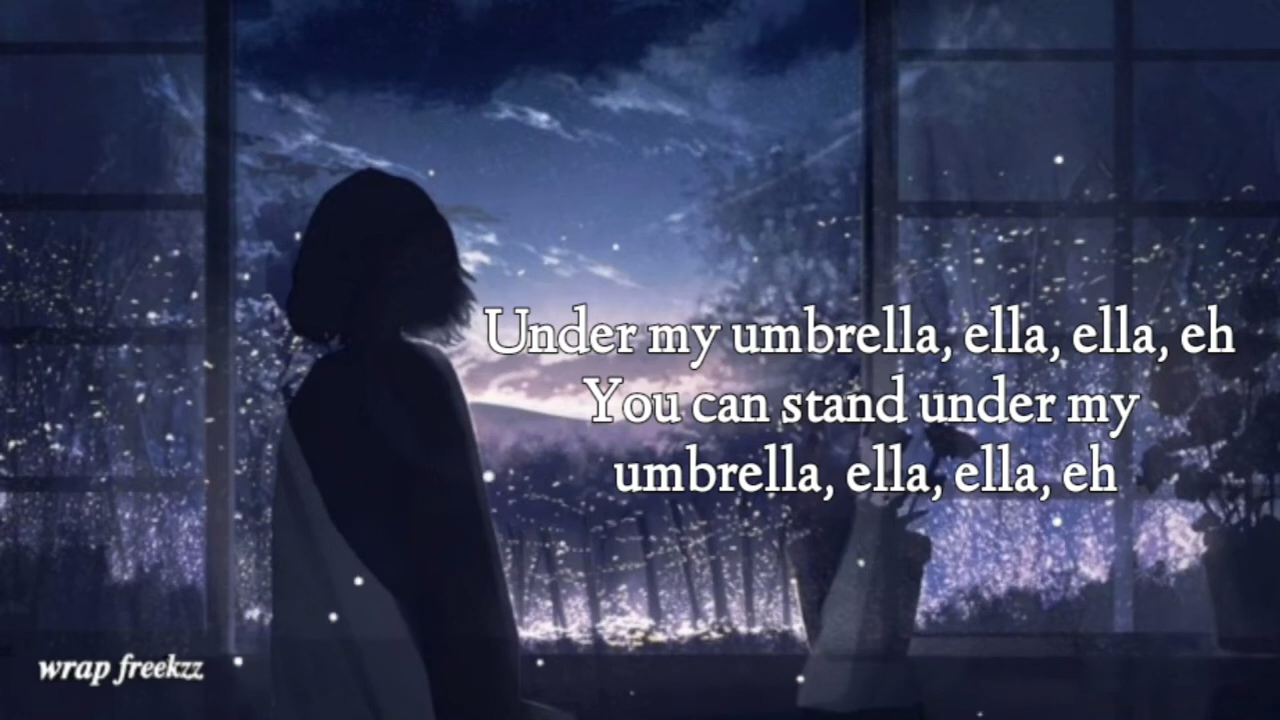 Under my umbrella, ella, ella, eh
You can stand under my
umbrella, ella, ella, eh
wrap freekzz